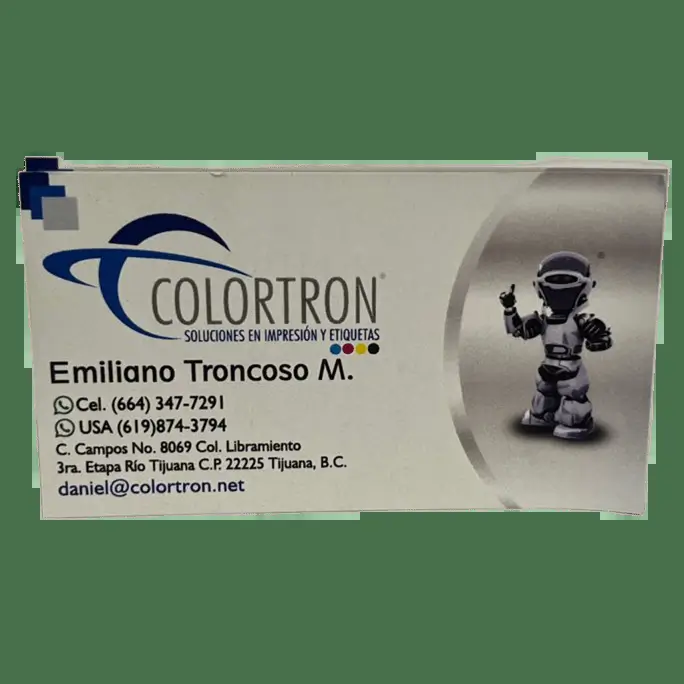 COLORTRON®
SOLUCIONES EN IMPRESIÓN Y ETIQUETAS
Emiliano Troncoso M.
Cel. (664) 347-7291
USA (619)874-3794
C. Campos No. 8069 Col. Libramiento
3ra. Etapa Río Tijuana C.P. 22225 Tijuana, B.C.
daniel@colortron.net
®